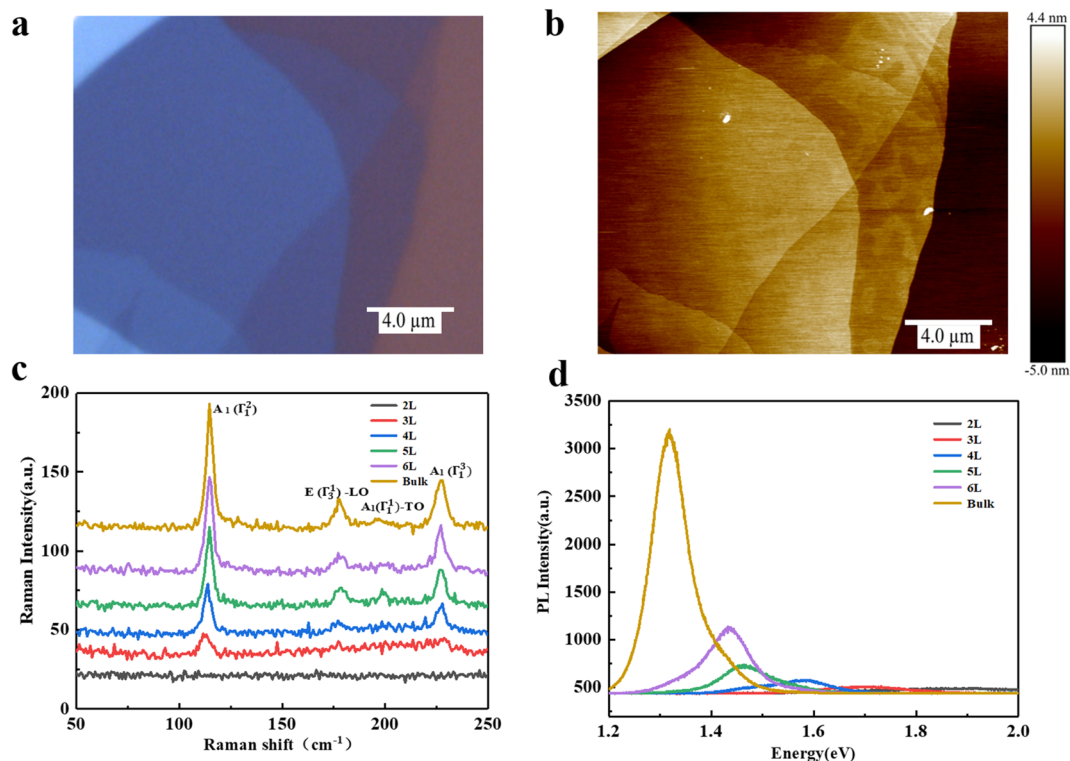 a
4.0 μm
b
4.0 μm
4.4 nm
-5.0 nm
c
Raman Intensity(a.u.)
200
150
100
50
0
50
100
150
200
250
Raman shift（cm⁻¹）
A₁(Γ₁²)
E(Γ₃¹)-LO
A₁(Γ₁¹)-TO
A₁(Γ₁³)
2L
3L
4L
5L
6L
Bulk
d
PL Intensity(a.u.)
3500
3000
2500
2000
1500
1000
500
1.2
1.4
1.6
1.8
2.0
Energy(eV)
2L
3L
4L
5L
6L
Bulk